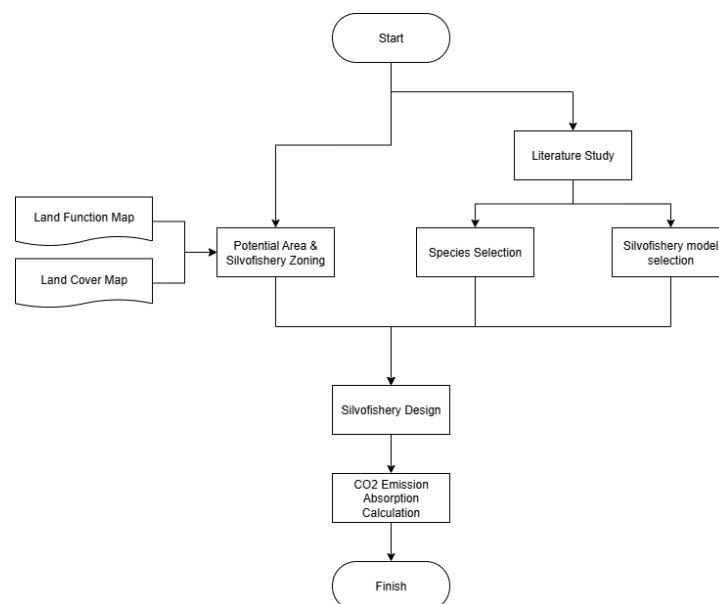 Start
Literature Study
Land Function Map
Land Cover Map
Potential Area &
Silvofishery Zoning
Species Selection
Silvofishery model
selection
Silvofishery Design
CO2 Emission
Absorption
Calculation
Finish